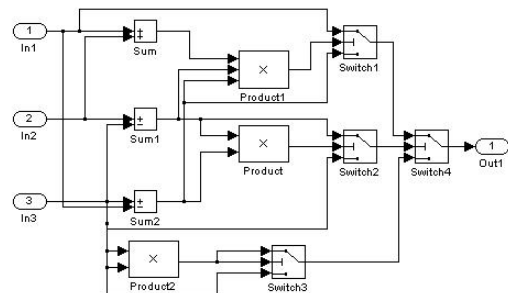 1
In1
Sum
×
Product1
Switch1
2
In2
Sum1
×
Product
Switch2
Switch4
1
Out1
3
In3
Sum2
×
Product2
Switch3